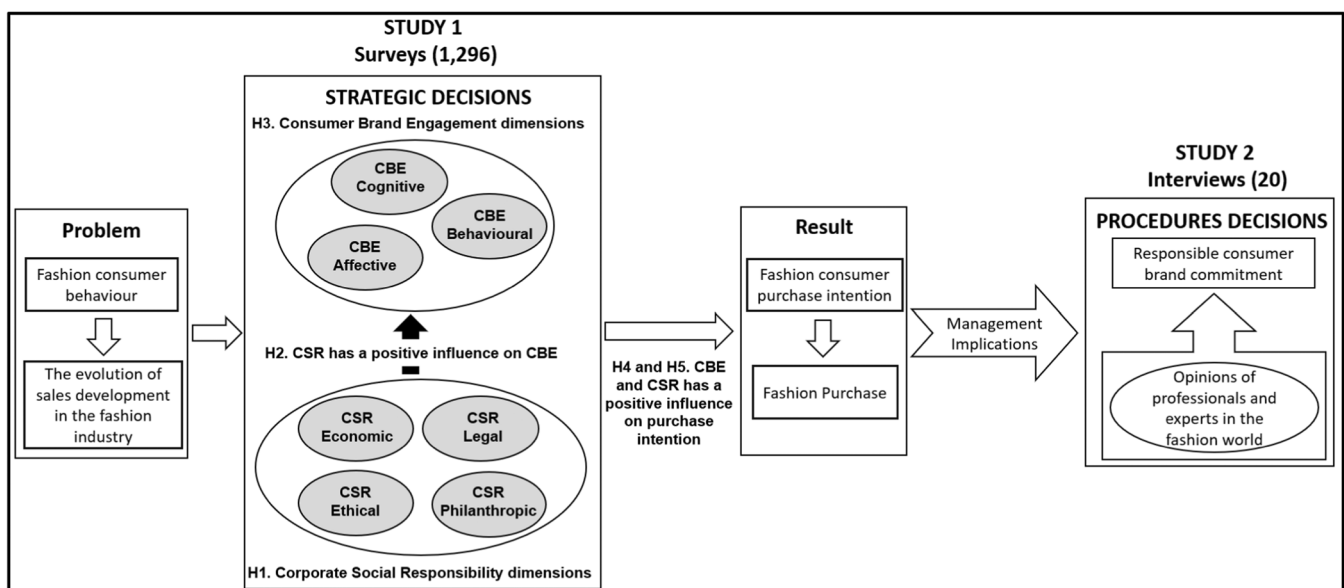 Problem
Fashion consumer
behaviour
The evolution of
sales development
in the fashion
industry
STUDY 1
Surveys (1,296)
STRATEGIC DECISIONS
H3. Consumer Brand Engagement dimensions
CBE
Cognitive
CBE
Behavioural
CBE
Affective
H2. CSR has a positive influence on CBE
CSR
Economic
CSR
Legal
CSR
Ethical
CSR
Philanthropic
H1. Corporate Social Responsibility dimensions
H4 and H5. CBE
and CSR has a
positive influence
on purchase
intention
Result
Fashion consumer
purchase intention
Fashion Purchase
Management
Implications
STUDY 2
Interviews (20)
PROCEDURES DECISIONS
Responsible consumer
brand commitment
Opinions of
professionals and
experts in the
fashion world